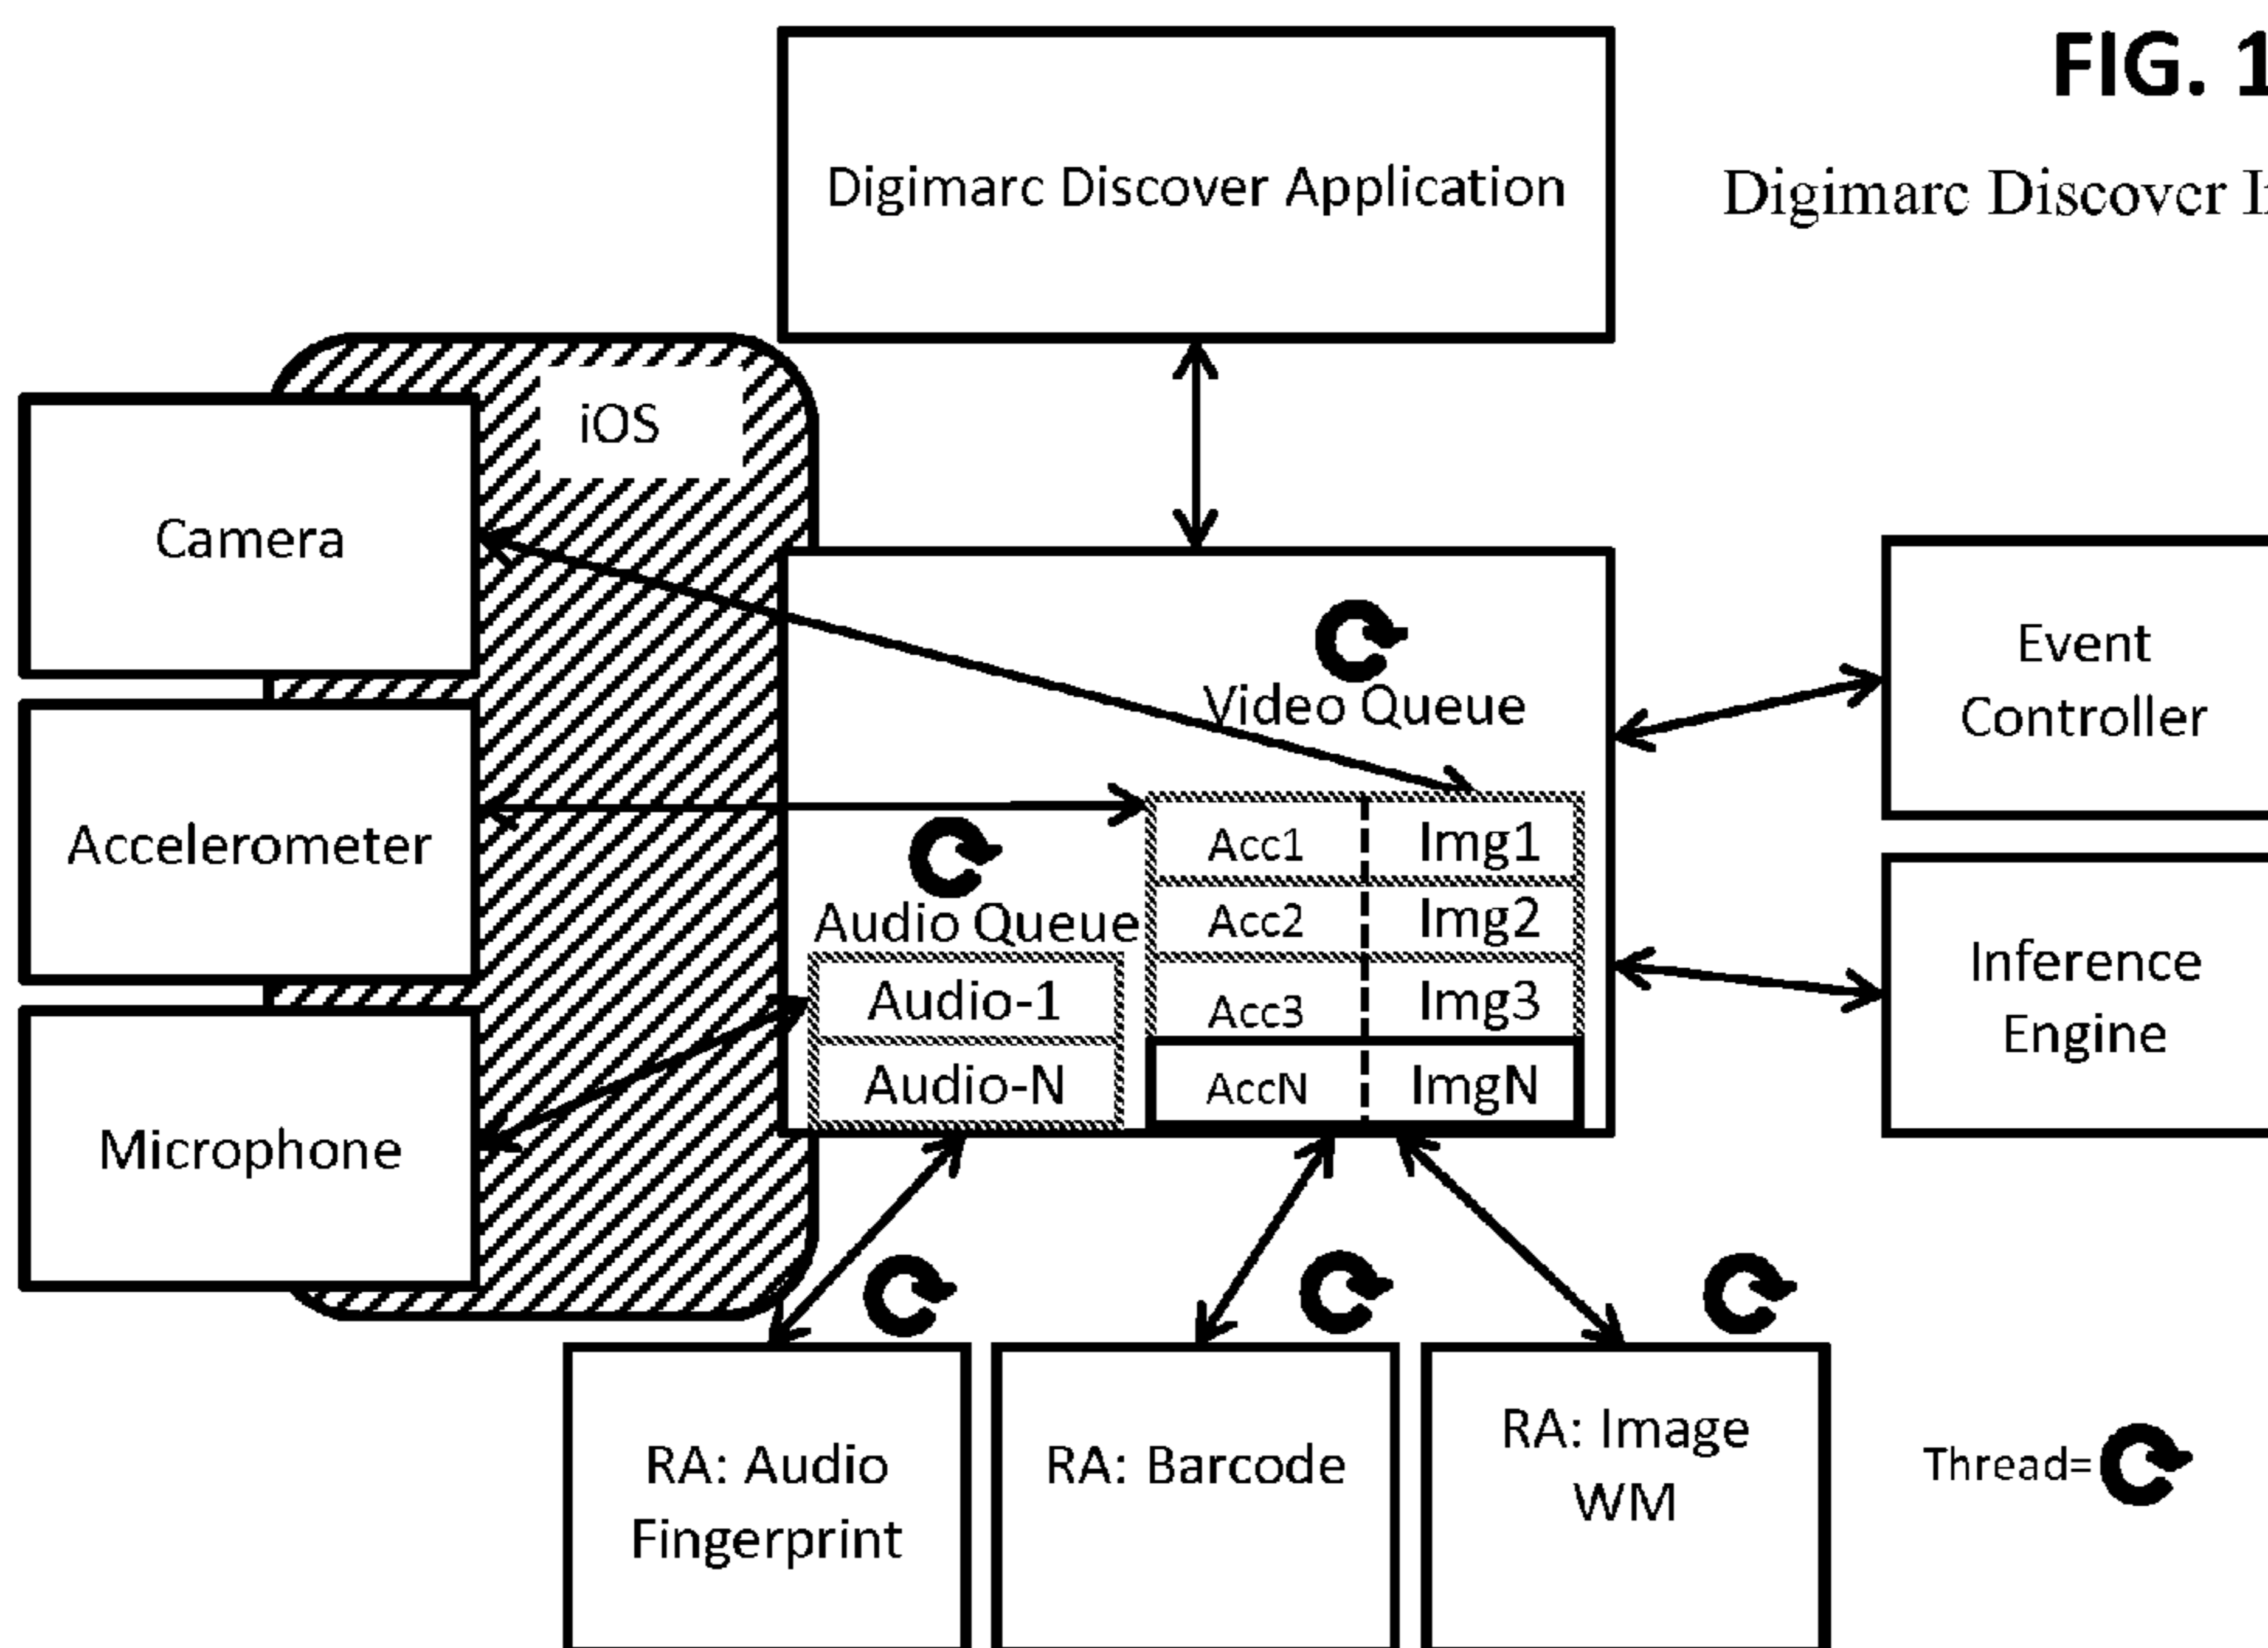 FIG. 1
Digimarc Discover Application
Digimarc Discover
iOS
Camera
Accelerometer
Microphone
Video Queue
Audio Queue
Acc1 Img1
Acc2 Img2
Acc3 Img3
AccN ImgN
Audio-1
Audio-N
Event
Controller
Inference
Engine
RA: Audio
Fingerprint
RA: Barcode
RA: Image
WM
Thread=